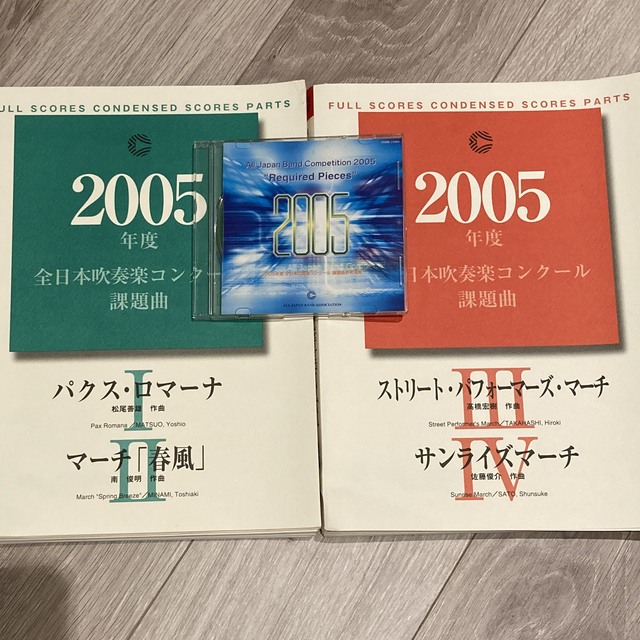 FULL SCORES CONDENSED SCORES PARTS
2005
年度
全日本吹奏楽コンクー
課題曲
I
パクス・ロマーナ
松尾善雄 作曲
Pax Romana／MATSUO, Yoshio
II
マーチ「春風」
南 俊明 作曲
March "Spring Breeze"／MINAMI, Toshiaki
All Japan Band Competition 2005
"Required Pieces"
2005
ALL JAPAN BAND ASSOCIATION
FULL SCORES CONDENSED SCORES PARTS
2005
年度
日本吹奏楽コンクール
課題曲
III
ストリート・パフォーマーズ・マーチ
高橋宏樹 作曲
Street Performer's March／TAKAHASHI, Hiroki
IV
サンライズマーチ
佐藤俊介 作曲
Sunrise March／SATO, Shunsuke